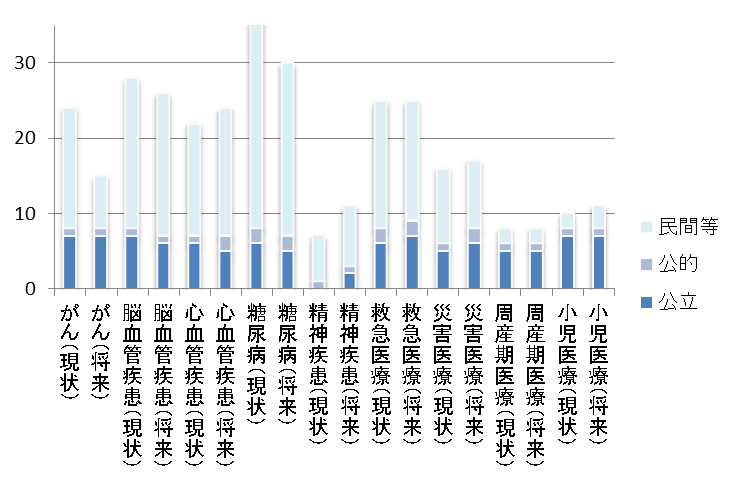 30
20
10
0
がん(現状)
がん(将来)
脳血管疾患(現状)
脳血管疾患(将来)
心血管疾患(現状)
心血管疾患(将来)
糖尿病(現状)
糖尿病(将来)
精神疾患(現状)
精神疾患(将来)
救急医療(現状)
救急医療(将来)
災害医療(現状)
災害医療(将来)
周産期医療(現状)
周産期医療(将来)
小児医療(現状)
小児医療(将来)
民間等
公的
公立